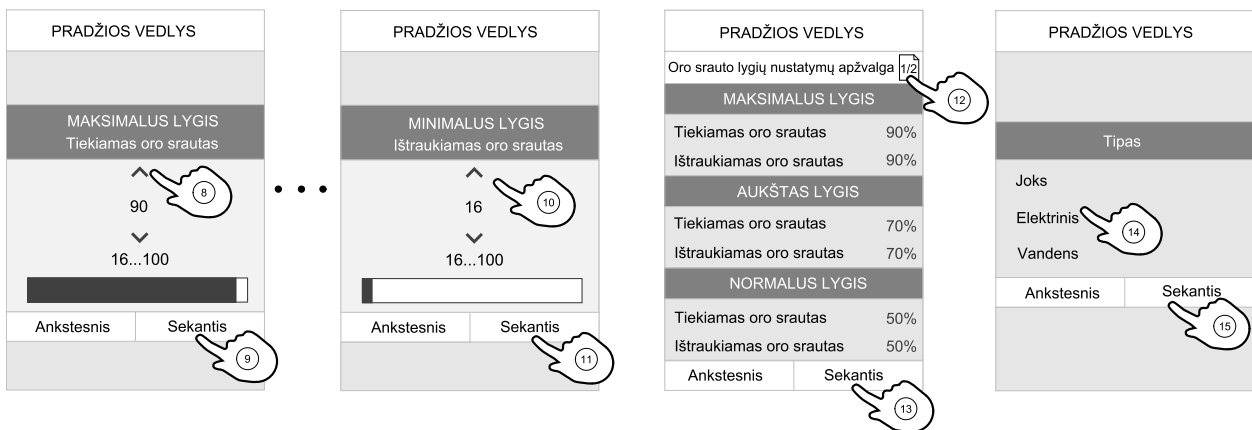 PRADŽIOS VEDLYS
MAKSIMALUS LYGIS
Tiekiamas oro srautas
8
90
16...100
Ankstesnis
Sekantis
9
PRADŽIOS VEDLYS
MINIMALUS LYGIS
Ištraukiamas oro srautas
10
16
16...100
Ankstesnis
Sekantis
11
PRADŽIOS VEDLYS
Oro srauto lygių nustatymų apžvalga 1/2
12
MAKSIMALUS LYGIS
Tiekiamas oro srautas 90%
Ištraukiamas oro srautas 90%
AUKŠTAS LYGIS
Tiekiamas oro srautas 70%
Ištraukiamas oro srautas 70%
NORMALUS LYGIS
Tiekiamas oro srautas 50%
Ištraukiamas oro srautas 50%
Ankstesnis
Sekantis
13
PRADŽIOS VEDLYS
Tipas
Joks
Elektrinis
14
Vandens
Ankstesnis
Sekantis
15